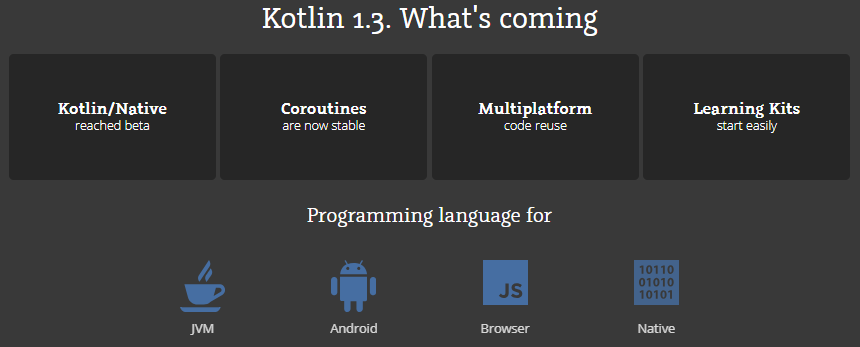 Kotlin 1.3. What's coming
Kotlin/Native
reached beta
Coroutines
are now stable
Multiplatform
code reuse
Learning Kits
start easily
Programming language for
JS
10110
01010
10101
JVM
Android
Browser
Native